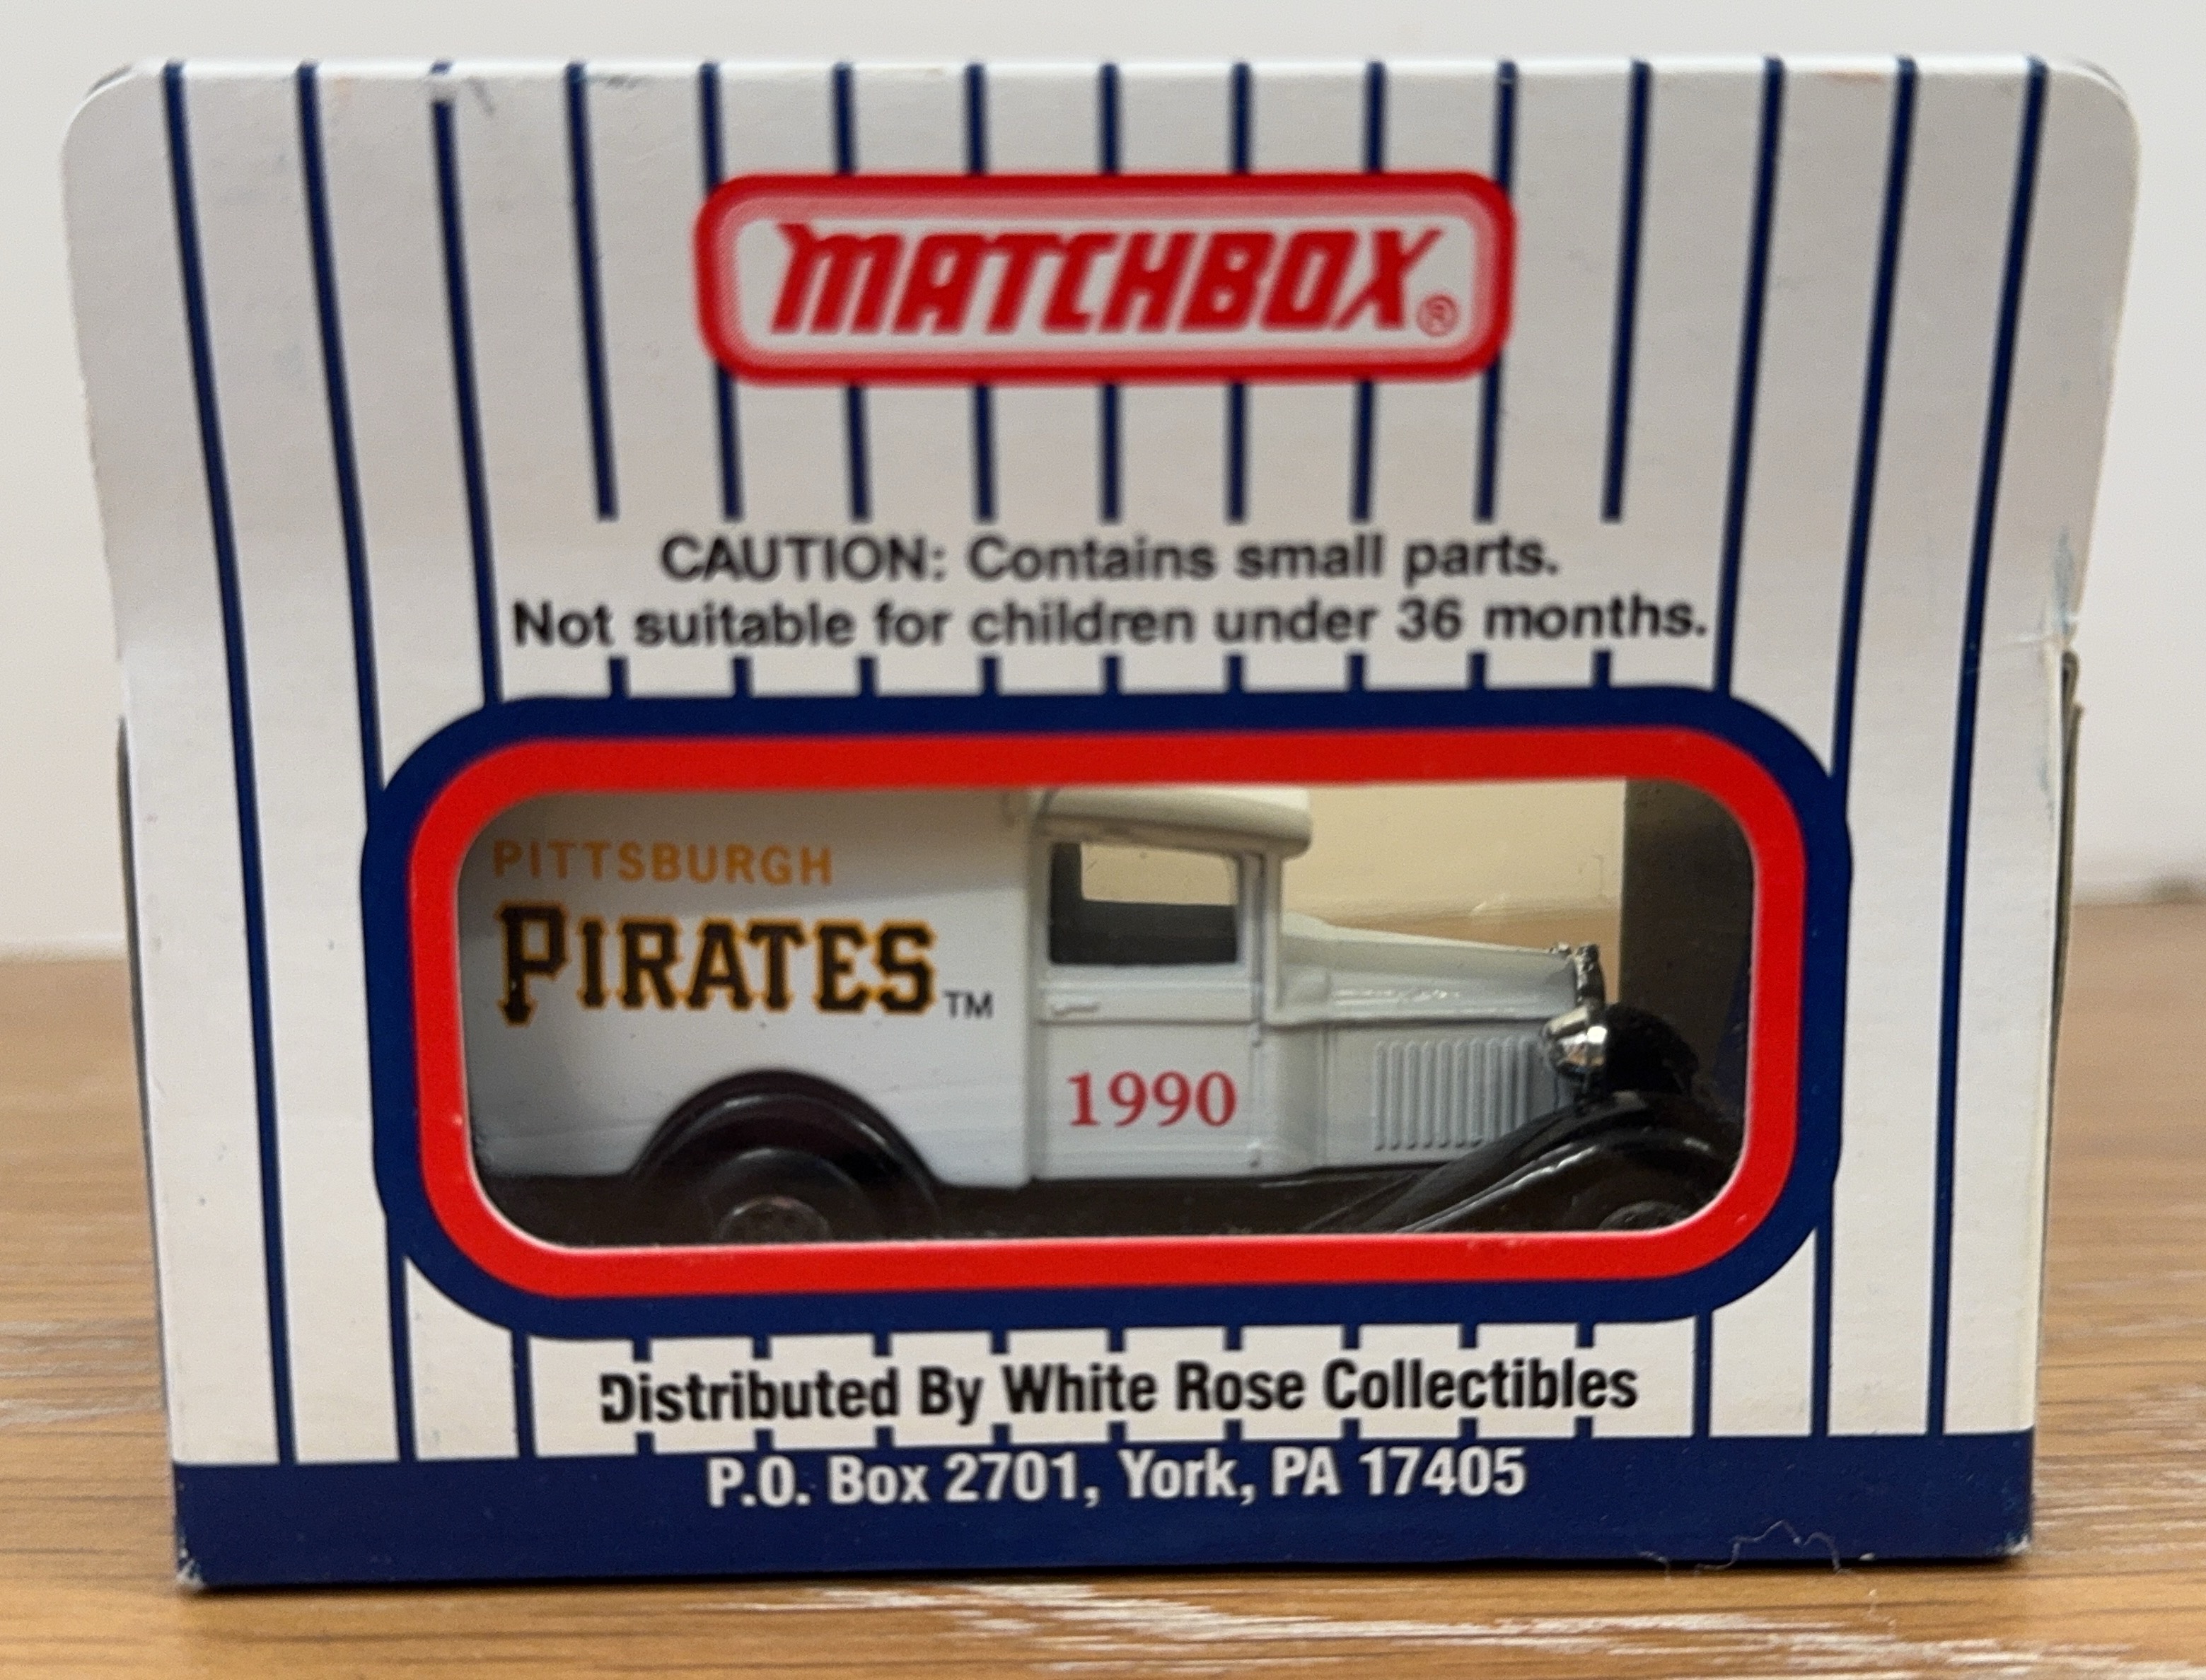 MATCHBOX®
CAUTION: Contains small parts.
Not suitable for children under 36 months.
PITTSBURGH
PIRATES™
1990
Distributed By White Rose Collectibles
P.O. Box 2701, York, PA 17405